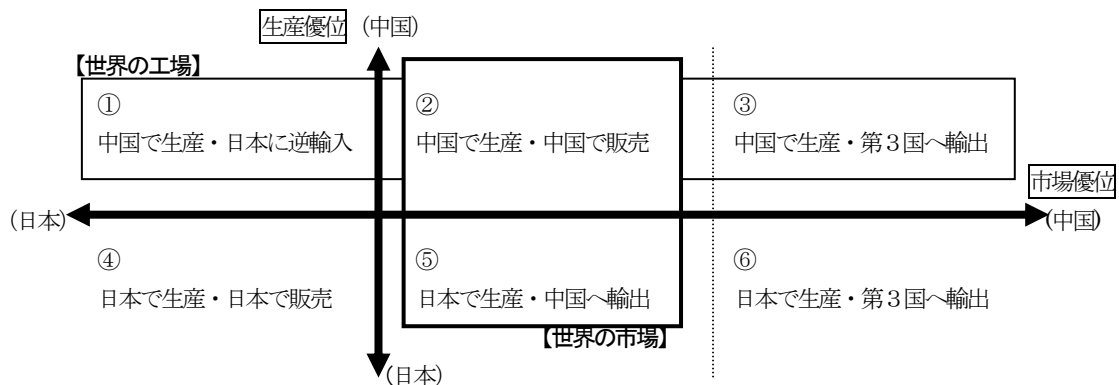 生産優位 (中国)
【世界の工場】
① ② ③
中国で生産・日本に逆輸入 中国で生産・中国で販売 中国で生産・第3国へ輸出
市場優位
(日本) (中国)
④ ⑤ ⑥
日本で生産・日本で販売 日本で生産・中国へ輸出 日本で生産・第3国へ輸出
【世界の市場】
(日本)